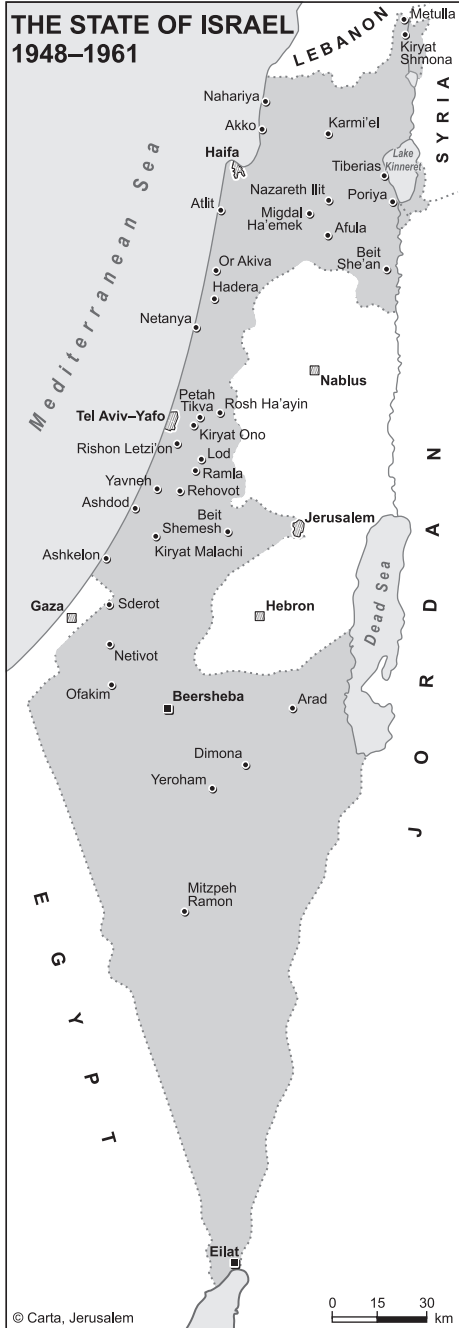 THE STATE OF ISRAEL
1948–1961
LEBANON
Metulla
Kiryat
Shmona
SYRIA
Nahariya
Akko
Karmi'el
Haifa
Lake
Kinneret
Tiberias
Nazareth Ilit
Poriya
Atlit
Migdal
Ha'emek
Afula
Beit
She'an
Or Akiva
Hadera
Mediterranean Sea
Netanya
Nablus
Petah
Tikva
Rosh Ha'ayin
Tel Aviv–Yafo
Kiryat Ono
Rishon Letzi'on
Lod
Ramla
Yavneh
Rehovot
Ashdod
Beit
Shemesh
Jerusalem
Kiryat Malachi
Ashkelon
Dead Sea
JORDAN
Gaza
Sderot
Hebron
Netivot
Ofakim
Beersheba
Arad
Dimona
Yeroham
Mitzpeh
Ramon
EGYPT
Eilat
© Carta, Jerusalem
0 15 30
km